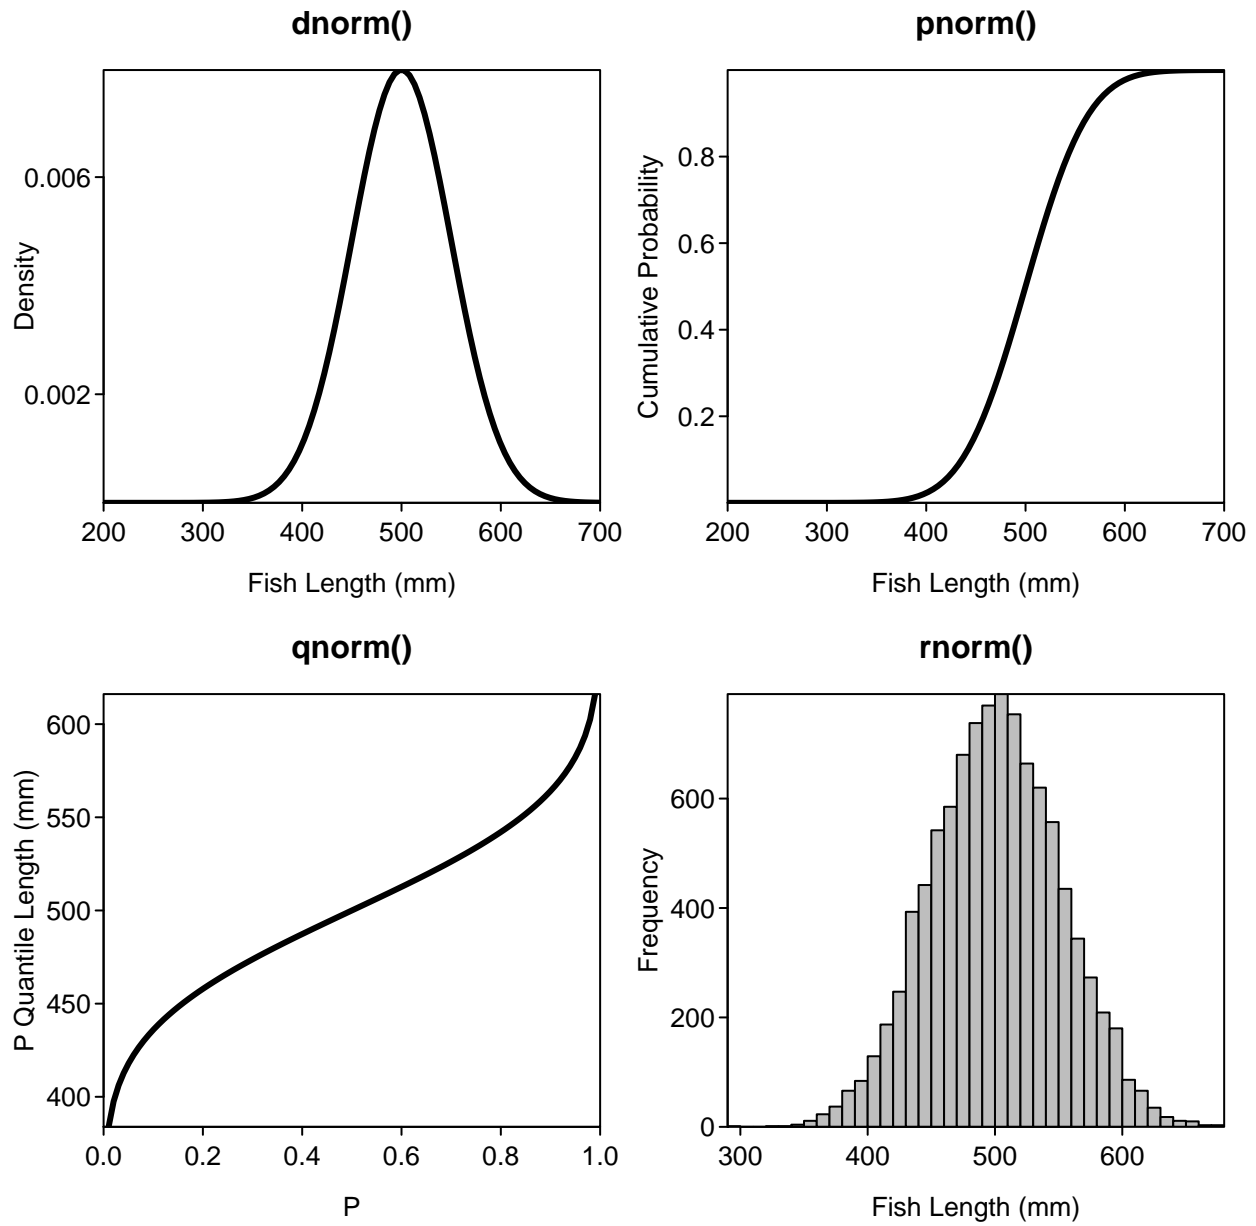 dnorm()
0.006
0.002
Density
200 300 400 500 600 700
Fish Length (mm)
pnorm()
0.8
0.6
0.4
0.2
Cumulative Probability
200 300 400 500 600 700
Fish Length (mm)
qnorm()
600
550
500
450
400
P Quantile Length (mm)
0.0 0.2 0.4 0.6 0.8 1.0
P
rnorm()
600
400
200
0
Frequency
300 400 500 600
Fish Length (mm)